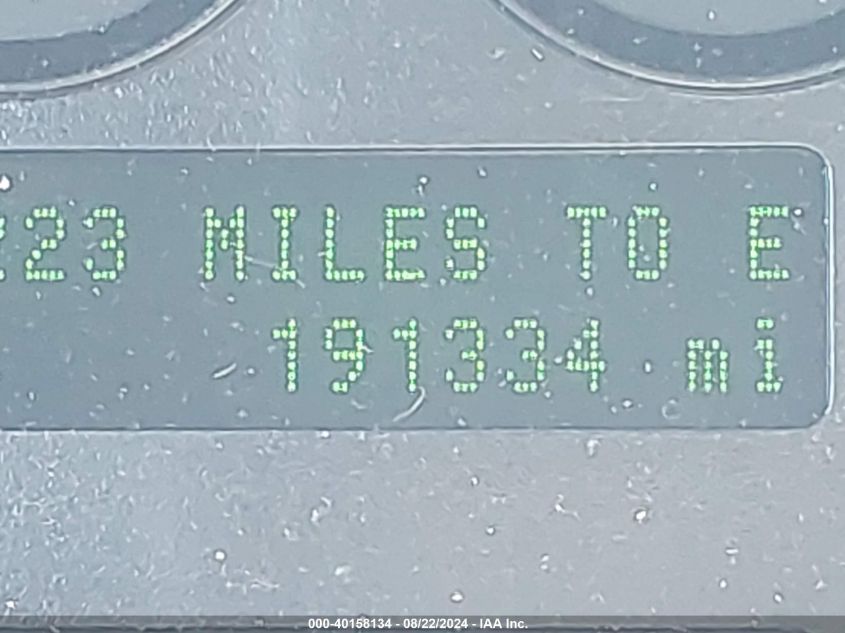 23 MILES TO E
191334 mi
000-40158134 - 08/22/2024 - IAA Inc.